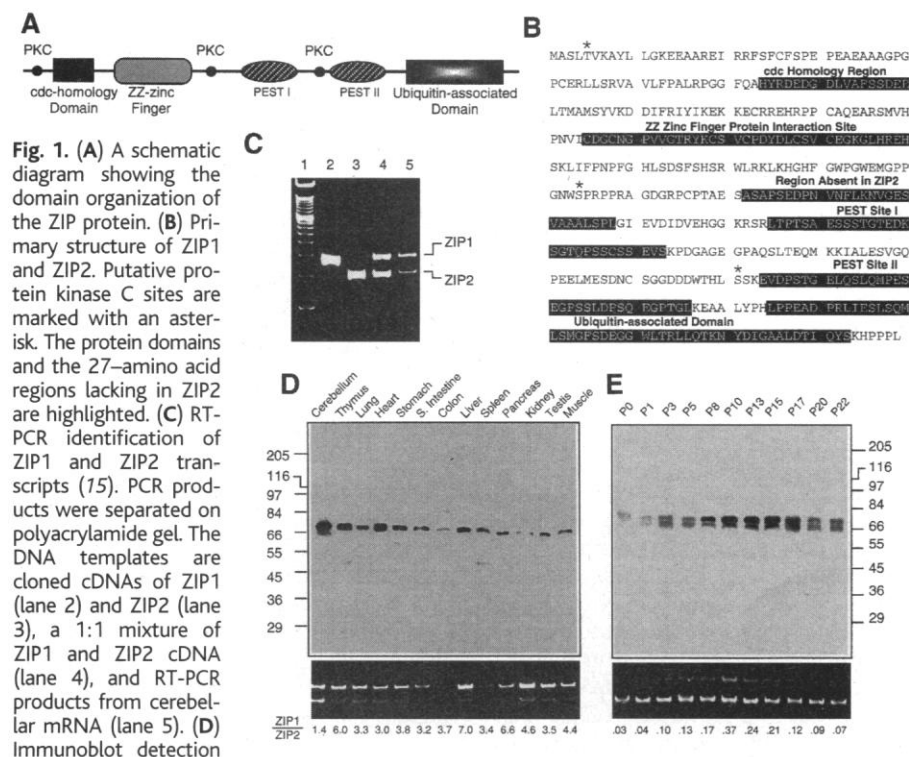 A
PKC PKC PKC
cdc-homology Domain
ZZ-zinc Finger
PEST I
PEST II
Ubiquitin-associated Domain
Fig. 1. (A) A schematic
diagram showing the
domain organization of
the ZIP protein. (B) Pri-
mary structure of ZIP1
and ZIP2. Putative pro-
tein kinase C sites are
marked with an aster-
isk. The protein domains
and the 27–amino acid
regions lacking in ZIP2
are highlighted. (C) RT-
PCR identification of
ZIP1 and ZIP2 tran-
scripts (15). PCR prod-
ucts were separated on
polyacrylamide gel. The
DNA templates are
cloned cDNAs of ZIP1
(lane 2) and ZIP2 (lane
3), a 1:1 mixture of
ZIP1 and ZIP2 cDNA
(lane 4), and RT-PCR
products from cerebel-
lar mRNA (lane 5). (D)
Immunoblot detection
B
*
MASLTVKAYL LGKEEAAREI RRFSFCFSPE PEAEAAAGPG
PCERLLSRVA VLFPALRPGG FQAHYRDEDG DLVAFSSDEL
cdc Homology Region
LTMAMSYVKD DIFRIYIKEK KECRREHRPP CAQEARSMVH
ZZ Zinc Finger Protein Interaction Site
PNVICDGCNG PVVGTRYKCS VCPDYDLCSV CEGKGLHREH
SKLIFPNPFG HLSDSFSHSR WLRKLKHGHF GWPGWEMGPP
* Region Absent in ZIP2
GNWSPRPPRA GDGRPCPTAE SASAPSEDPN VNFLKNVGES
PEST Site I
VAAALSPLGI EVDIDVEHGG KRSRLTPTSA ESSSTGTEDK
SGTQPSSCSS EVSKPDGAGE GPAQSLTEQM KKIALESVGQ
* PEST Site II
PEELMESDNC SGGDDDWTHL SSKEVDPSTG ELQSLQMPES
EGPSSLDPSQ EGPTGLKEAA LYPHLPPEAD PRLIESLSQM
Ubiquitin-associated Domain
LSMGFSDEGG WLTRLLQTKN YDIGAALDTI QYSKHPPPL
C
1 2 3 4 5
ZIP1
ZIP2
D
Cerebellum Thymus Lung Heart Stomach S. Intestine Colon Liver Spleen Pancreas Kidney Testis Muscle
205
116
97
84
66
55
45
36
29
ZIP1
ZIP2
1.4 6.0 3.3 3.0 3.8 3.2 3.7 7.0 3.4 6.6 4.6 3.5 4.4
E
P0 P1 P3 P5 P8 P10 P13 P15 P17 P20 P22
205
116
97
84
66
55
45
36
29
.03 .04 .10 .13 .17 .37 .24 .21 .12 .09 .07